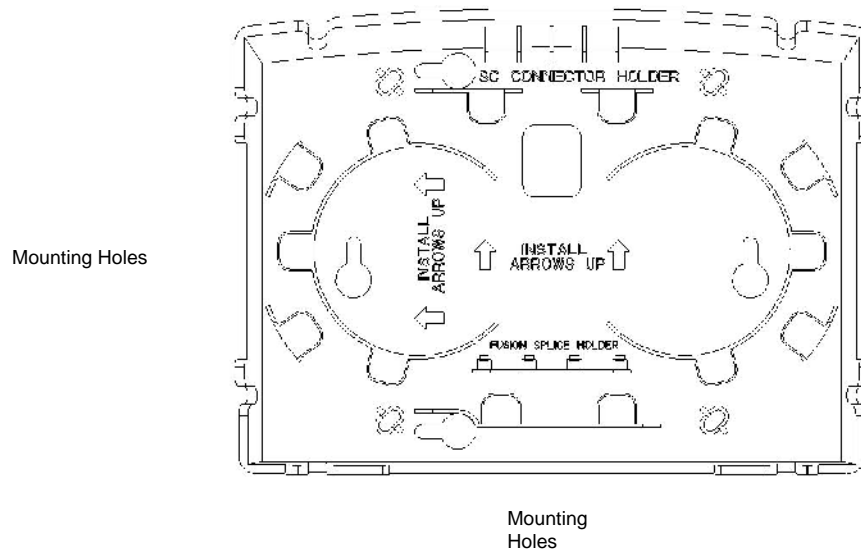 SC CONNECTOR HOLDER
INSTALL
ARROWS UP
Mounting Holes
INSTALL
ARROWS UP
FUSION SPLICE HOLDER
Mounting
Holes